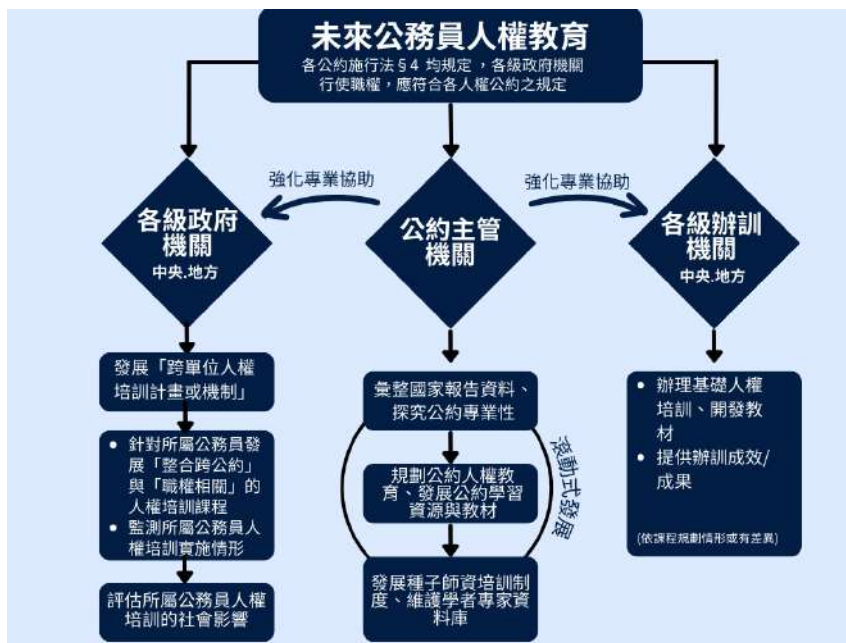 未來公務員人權教育
各公約施行法§4 均規定，各級政府機關
行使職權，應符合各人權公約之規定
強化專業協助
強化專業協助
各級政府
機關
中央.地方
公約主管
機關
各級辦訓
機關
中央.地方
發展「跨單位人權
培訓計畫或機制」
• 針對所屬公務員發
展「整合跨公約」
與「職權相關」的
人權培訓課程
• 監測所屬公務員人
權培訓實施情形
評估所屬公務員人權
培訓的社會影響
彙整國家報告資料、
探究公約專業性
規劃公約人權教
育、發展公約學習
資源與教材
發展種子師資培訓制
度、維護學者專家資
料庫
滾動式發展
• 辦理基礎人權
培訓、開發教
材
• 提供辦訓成效/
成果
(依課程規劃情形或有差異)